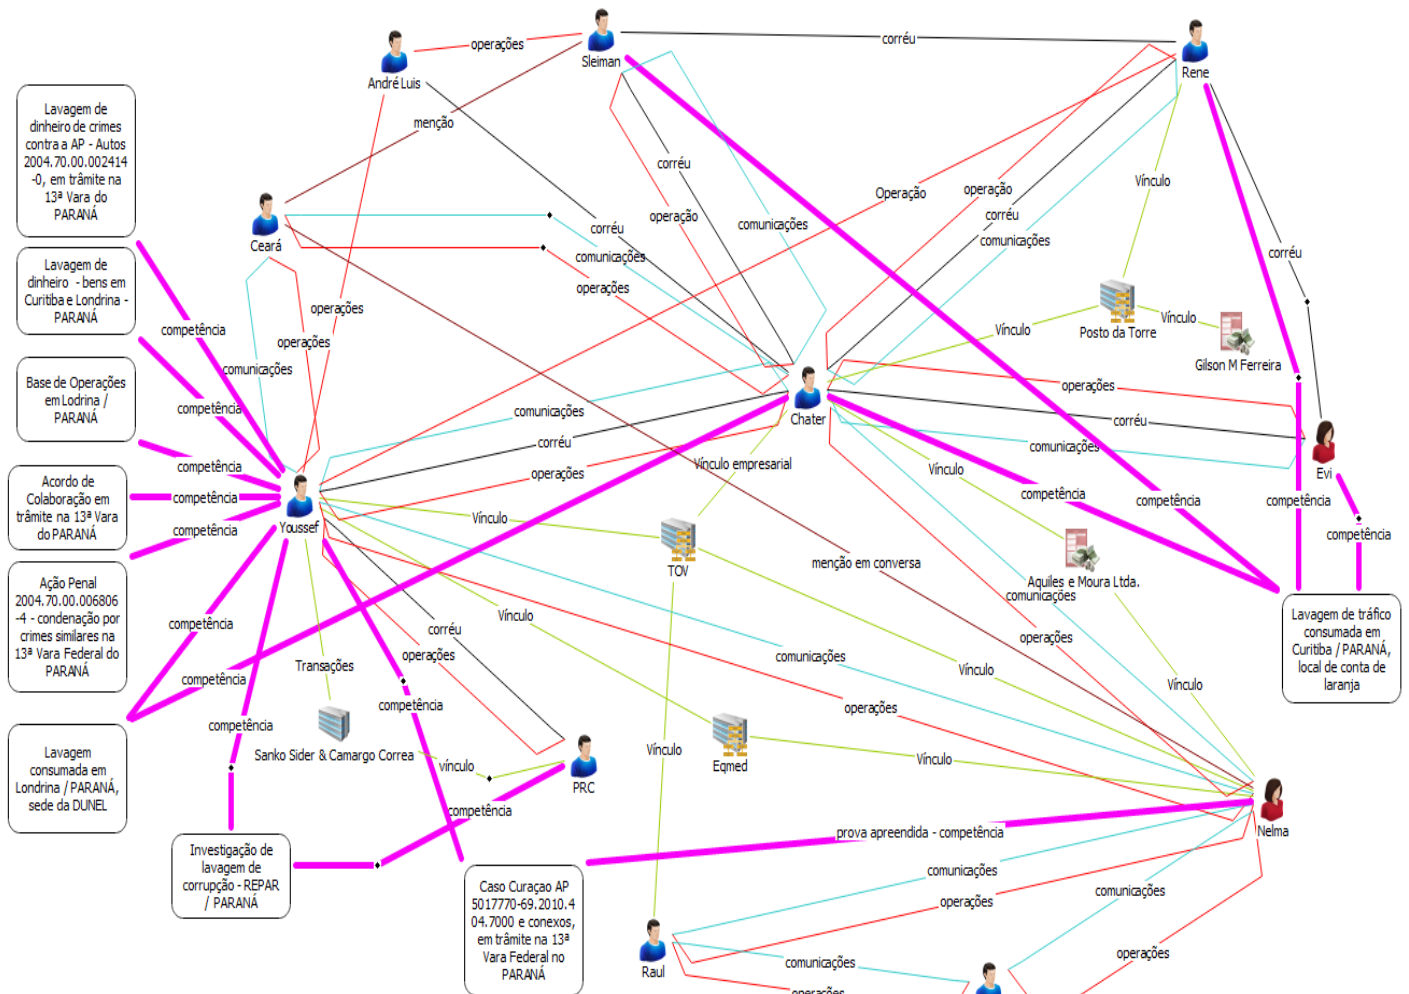 operações
André Luis
Sleiman
corréu
Rene
Lavagem de
dinheiro de crimes
contra a AP - Autos
2004.70.00.002414
-0, em trâmite na
13ª Vara do
PARANÁ
menção
corréu
operação
Operação
operação
Vínculo
Ceará
corréu
comunicações
corréu
comunicações
corréu
comunicações
operações
Lavagem de
dinheiro - bens em
Curitiba e Londrina -
PARANÁ
competência
operações
operações
comunicações
Vínculo
Posto da Torre
Vínculo
Gilson M Ferreira
Base de Operações
em Lodrina /
PARANÁ
competência
comunicações
corréu
operações
Chater
operações
corréu
comunicações
Evi
Acordo de
Colaboração em
trâmite na 13ª Vara
do PARANÁ
competência
competência
competência
Youssef
Vínculo empresarial
Vínculo
Vínculo
TOV
competência
competência
competência
competência
Ação Penal
2004.70.00.006806
-4 - condenação por
crimes similares na
13ª Vara Federal do
PARANÁ
menção em conversa
Aquiles e Moura Ltda.
comunicações
operações
Lavagem de tráfico
consumada em
Curitiba / PARANÁ,
local de conta de
laranja
competência
Vínculo
corréu
operações
comunicações
Vínculo
Vínculo
Transações
competência
competência
competência
operações
Lavagem
consumada em
Londrina / PARANÁ,
sede da DUNEL
Sanko Sider & Camargo Correa
vínculo
PRC
Vínculo
Eqmed
Vínculo
competência
prova apreendida - competência
Nelma
Investigação de
lavagem de
corrupção - REPAR
/ PARANÁ
Caso Curaçao AP
5017770-69.2010.4
04.7000 e conexos,
em trâmite na 13ª
Vara Federal no
PARANÁ
comunicações
operações
comunicações
Raul
comunicações
operações
operações